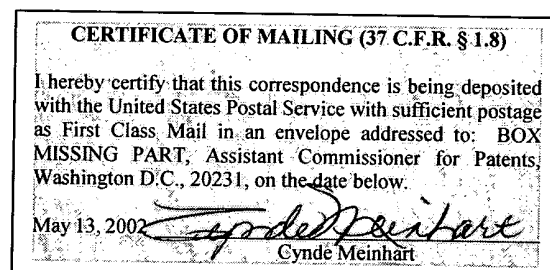 CERTIFICATE OF MAILING (37 C.F.R. § 1.8)
I hereby certify that this correspondence is being deposited
with the United States Postal Service with sufficient postage
as First Class Mail in an envelope addressed to: BOX
MISSING PART, Assistant Commissioner for Patents,
Washington D.C., 20231, on the date below.
May 13, 2002 Cynde Meinhart
Cynde Meinhart